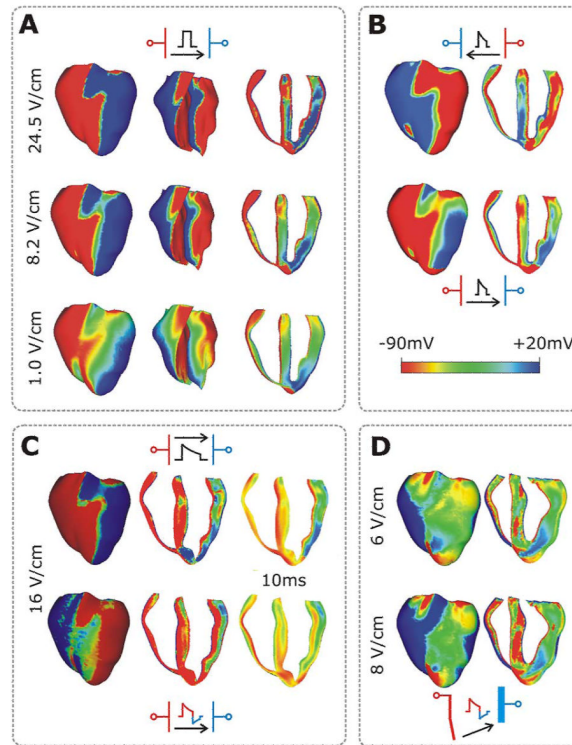 A
24.5 V/cm
8.2 V/cm
1.0 V/cm
B
-90mV
+20mV
C
16 V/cm
10ms
D
6 V/cm
8 V/cm